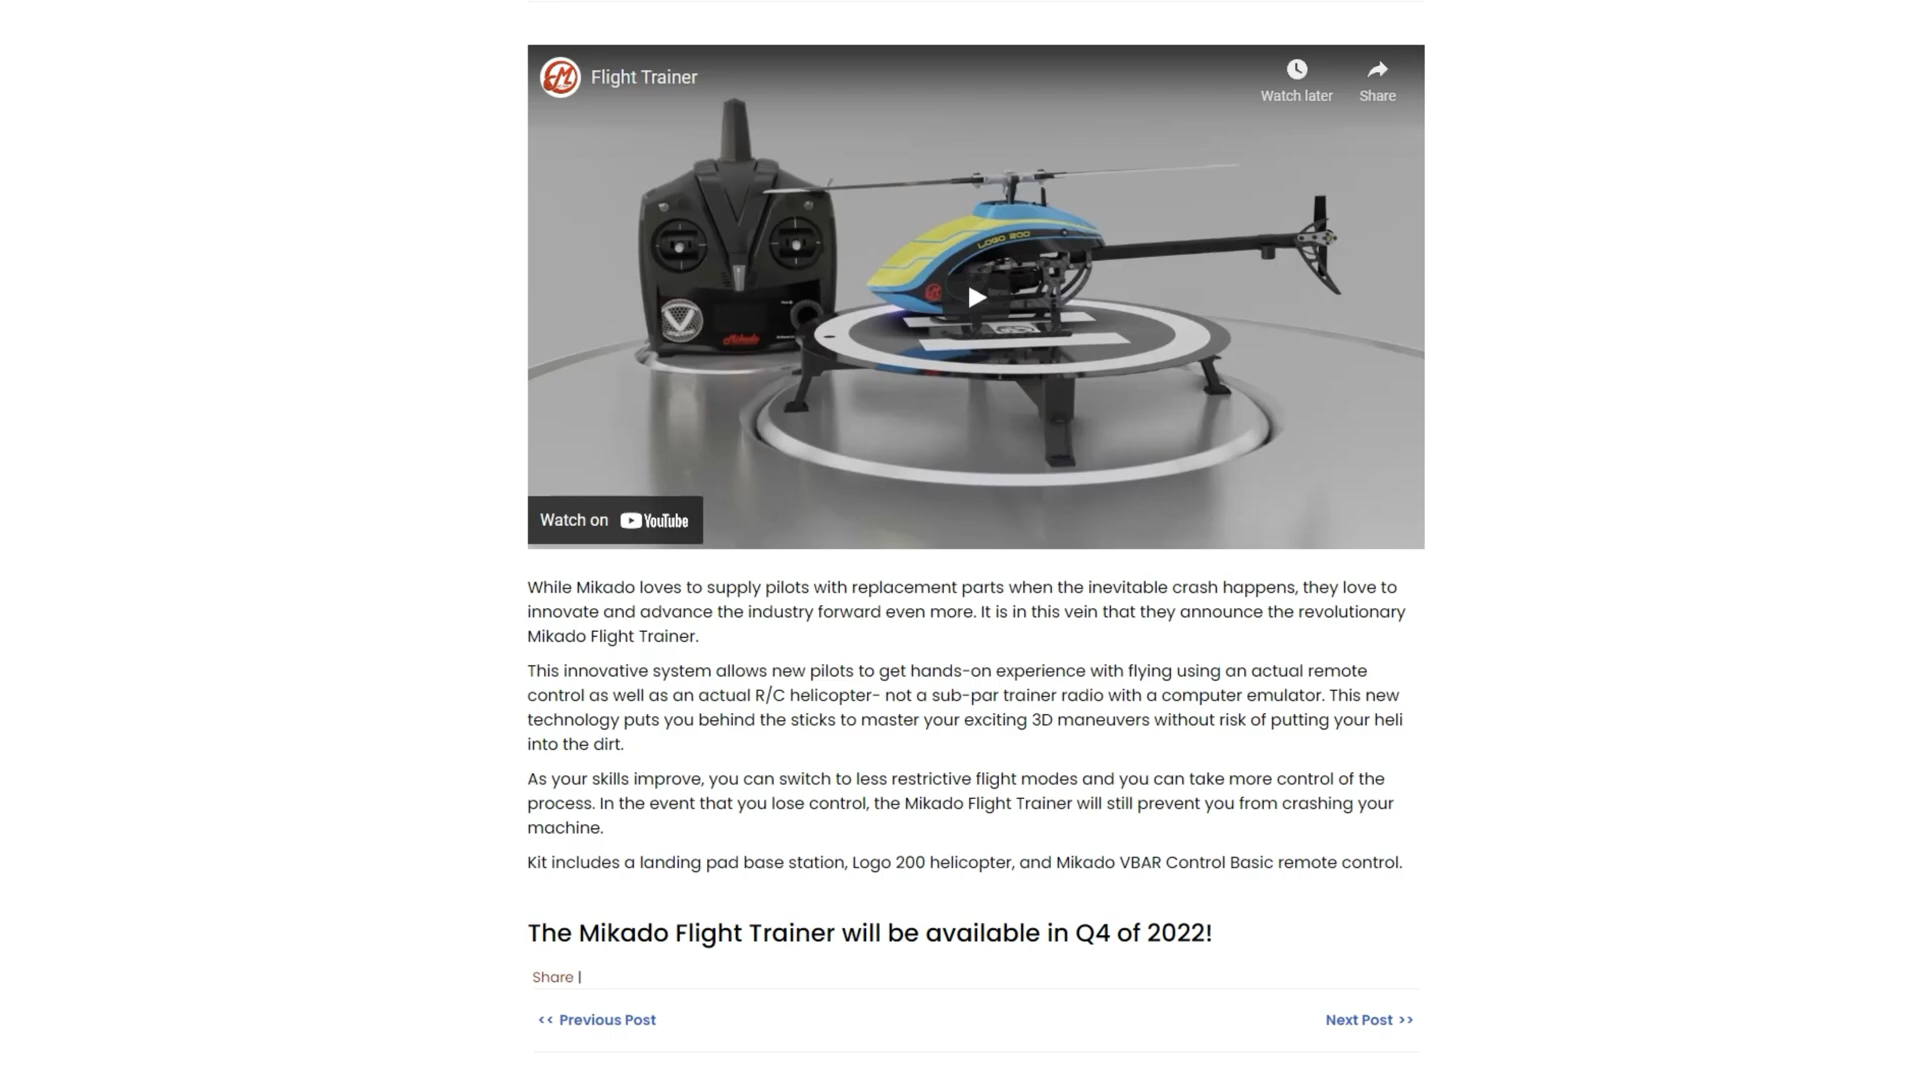 Flight Trainer
Watch later
Share
LOGO 200
Mikado
Watch on YouTube
While Mikado loves to supply pilots with replacement parts when the inevitable crash happens, they love to
innovate and advance the industry forward even more. It is in this vein that they announce the revolutionary
Mikado Flight Trainer.
This innovative system allows new pilots to get hands-on experience with flying using an actual remote
control as well as an actual R/C helicopter- not a sub-par trainer radio with a computer emulator. This new
technology puts you behind the sticks to master your exciting 3D maneuvers without risk of putting your heli
into the dirt.
As your skills improve, you can switch to less restrictive flight modes and you can take more control of the
process. In the event that you lose control, the Mikado Flight Trainer will still prevent you from crashing your
machine.
Kit includes a landing pad base station, Logo 200 helicopter, and Mikado VBAR Control Basic remote control.
The Mikado Flight Trainer will be available in Q4 of 2022!
Share |
<< Previous Post
Next Post >>